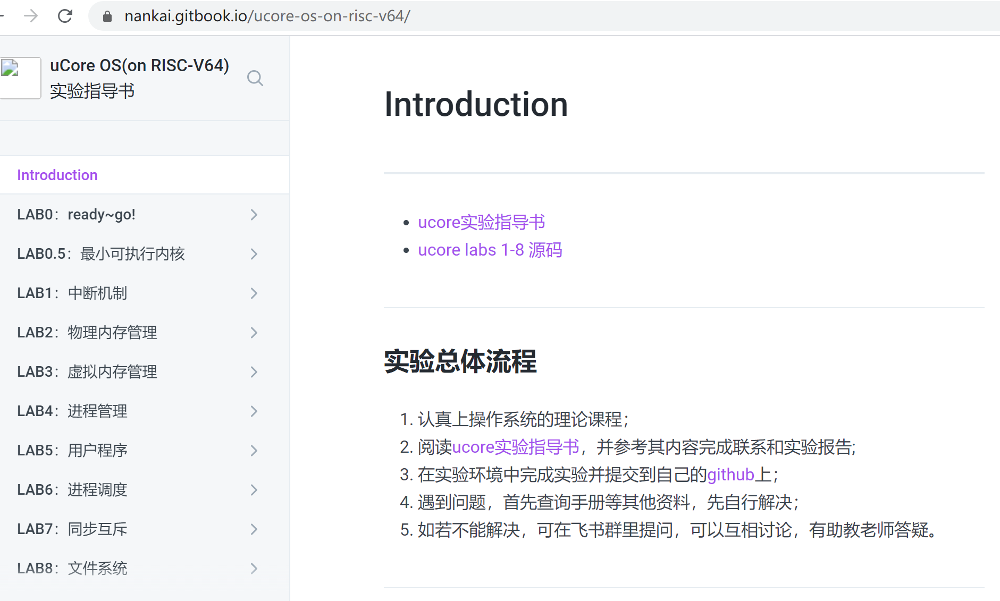 nankai.gitbook.io/ucore-os-on-risc-v64/
uCore OS(on RISC-V64)
实验指导书
Introduction
LAB0：ready~go!
LAB0.5：最小可执行内核
LAB1：中断机制
LAB2：物理内存管理
LAB3：虚拟内存管理
LAB4：进程管理
LAB5：用户程序
LAB6：进程调度
LAB7：同步互斥
LAB8：文件系统
Introduction
• ucore实验指导书
• ucore labs 1-8 源码
实验总体流程
1. 认真上操作系统的理论课程；
2. 阅读ucore实验指导书，并参考其内容完成联系和实验报告;
3. 在实验环境中完成实验并提交到自己的github上；
4. 遇到问题，首先查询手册等其他资料，先自行解决；
5. 如若不能解决，可在飞书群里提问，可以互相讨论，有助教老师答疑。